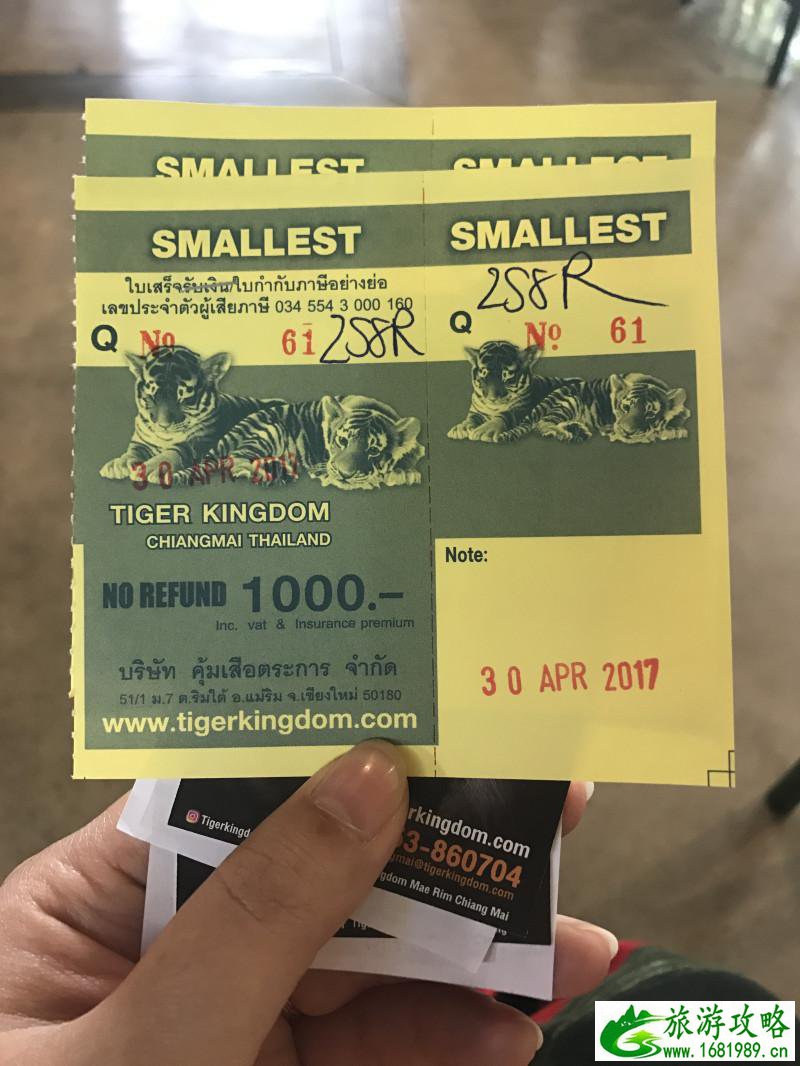 SMALLEST
SMALLEST
SMALLEST
SMALLEST
ใบเสร็จรับเงิน/ใบกำกับภาษีอย่างย่อ
เลขประจำตัวผู้เสียภาษี 034 554 3 000 160
Q No 61 258R
258R
Q No 61
30 APR 2017
TIGER KINGDOM
CHIANGMAI THAILAND
NO REFUND 1000.–
Inc. vat & Insurance premium
บริษัท คุ้มเสือตระการ จำกัด
51/1 ม.7 ต.ริมใต้ อ.แม่ริม จ.เชียงใหม่ 50180
www.tigerkingdom.com
Note:
30 APR 2017
Tigerkingd
rkingdom.com
3-860704
gmai@tigerkingdom.com
ngdom Mae Rim Chiang Mai
旅游攻略
www.1681989.cn